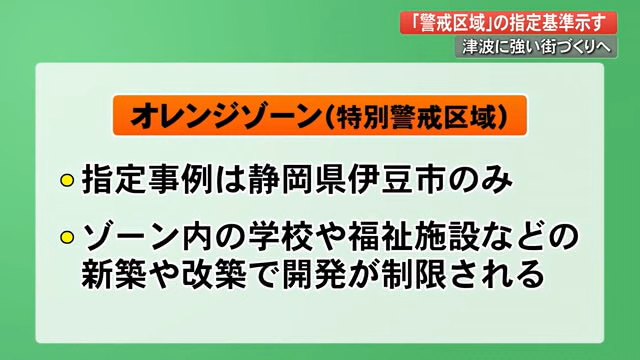 「警戒区域」の指定基準示す
津波に強い街づくりへ
オレンジゾーン(特別警戒区域)
指定事例は静岡県伊豆市のみ
ゾーン内の学校や福祉施設などの
新築や改築で開発が制限される